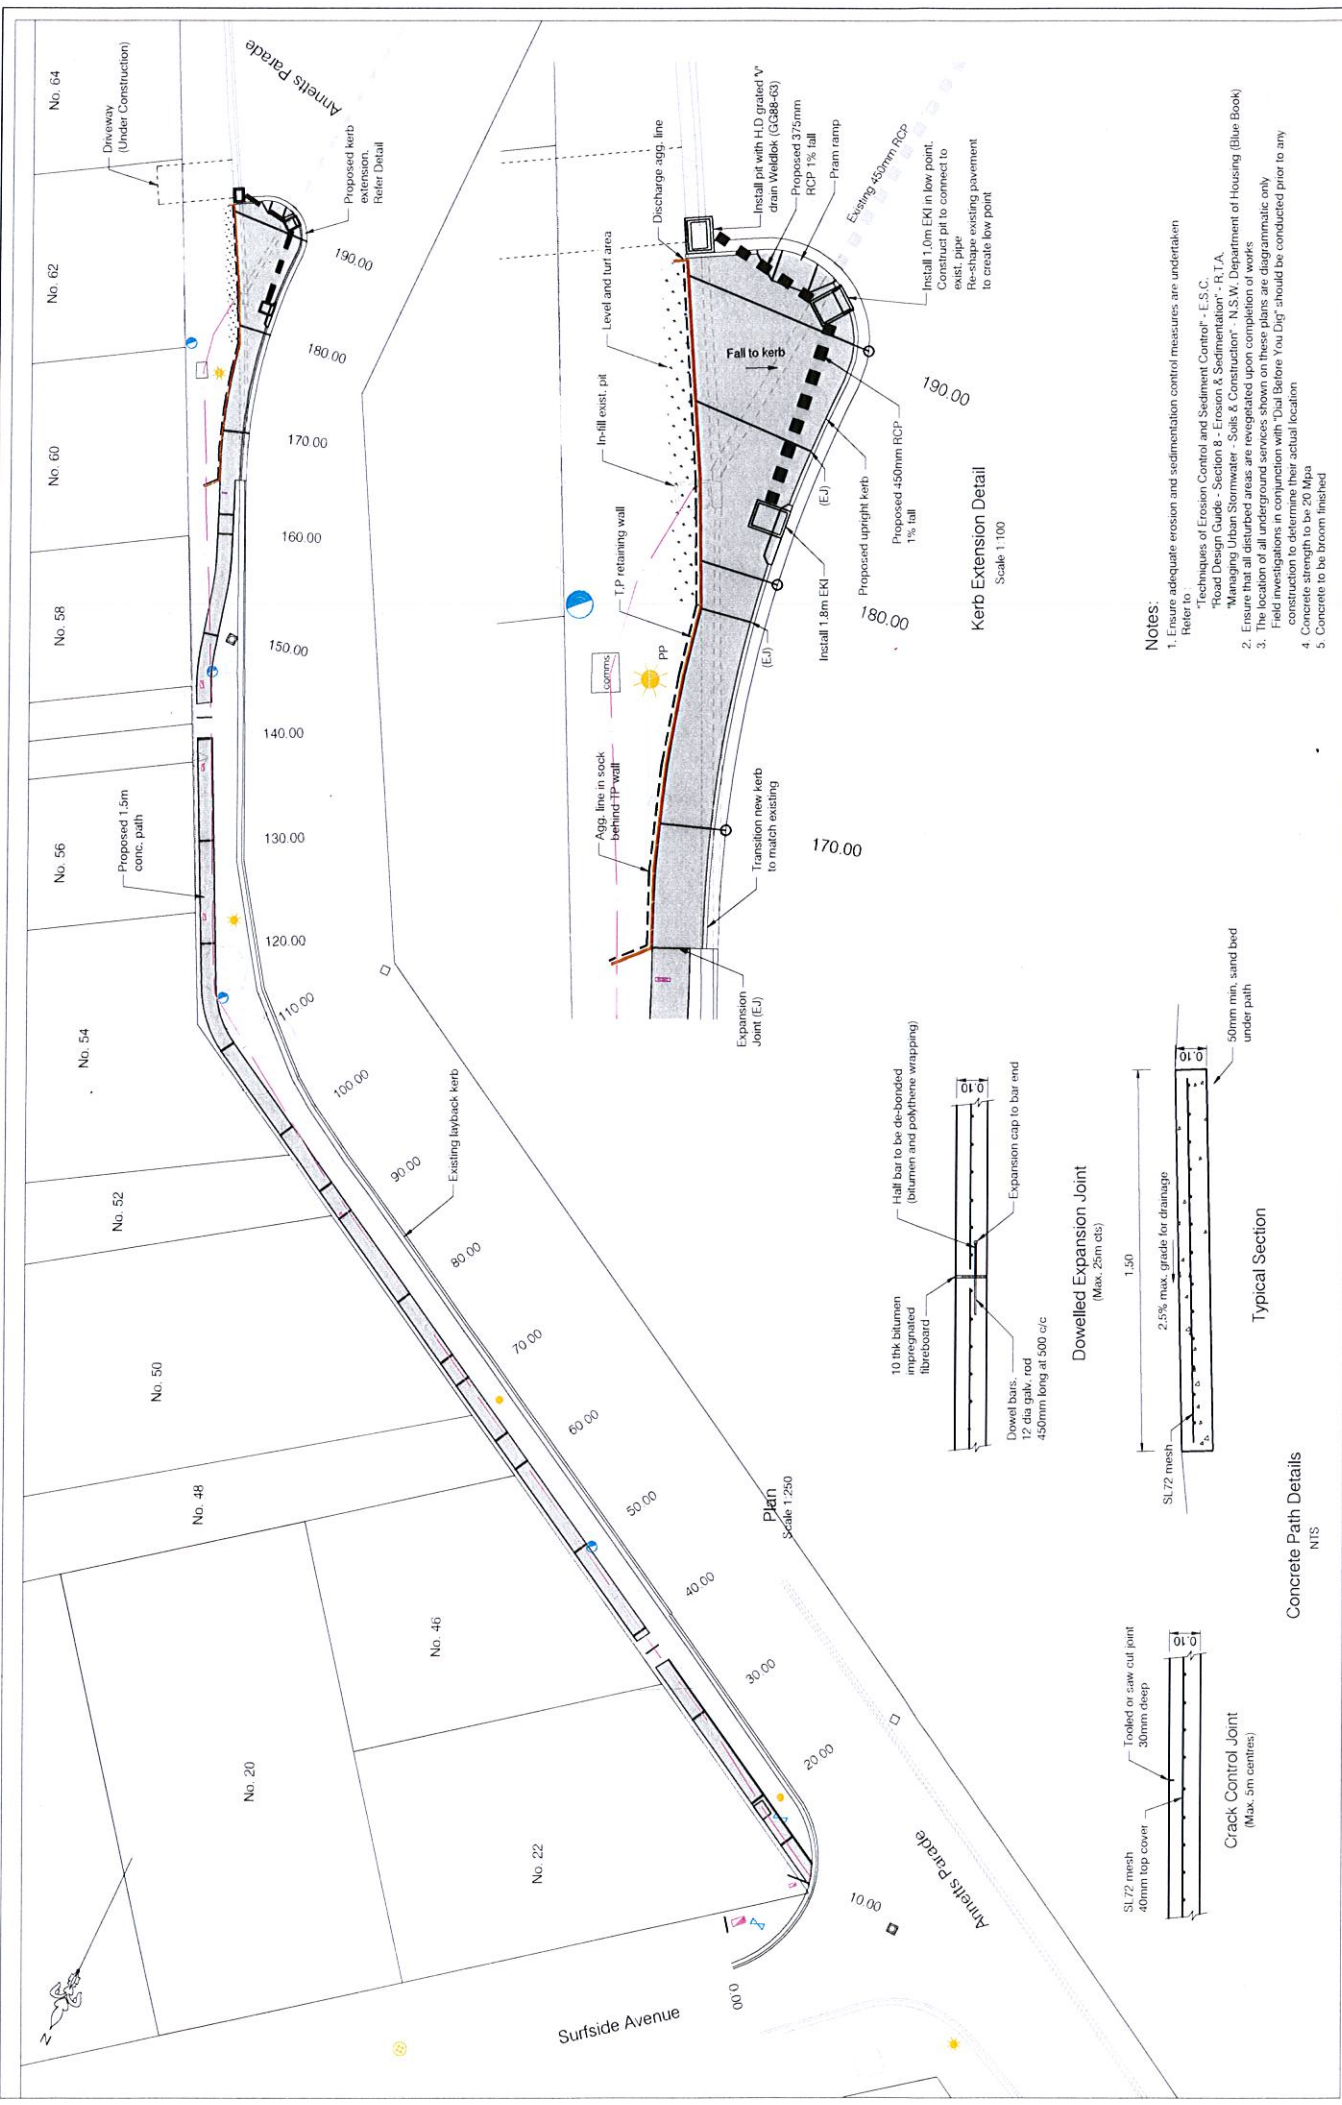 No. 64
No. 62
No. 60
No. 58
No. 56
No. 54
No. 52
No. 50
No. 48
No. 46
No. 20
No. 22
N
Driveway
(Under Construction)
Annetts Parade
Proposed kerb
extension.
Refer Detail
Proposed 1.5m
conc. path
Existing layback kerb
190.00
180.00
170.00
160.00
150.00
140.00
130.00
120.00
110.00
100.00
90.00
80.00
70.00
60.00
50.00
40.00
30.00
20.00
10.00
0.00
Surfside Avenue
Annetts Parade
Plan
Scale 1:250
Discharge agg. line
Level and turf area
In-fill exist. pit
T.P retaining wall
comms
PP
Agg. line in sock
behind TP wall
Install pit with H.D grated 'V'
drain Weldlok (GG88-63)
Proposed 375mm
RCP 1% fall
Pram ramp
Existing 450mm RCP
Install 1.0m EKI in low point.
Construct pit to connect to
exist. pipe
Re-shape existing pavement
to create low point
Fall to kerb
190.00
(EJ)
Proposed 450mm RCP
1% fall
Proposed upright kerb
Install 1.8m EKI
180.00
(EJ)
Transition new kerb
to match existing
170.00
Expansion
Joint (EJ)
Kerb Extension Detail
Scale 1:100
Notes:
1. Ensure adequate erosion and sedimentation control measures are undertaken
Refer to :
"Techniques of Erosion Control and Sediment Control" - E.S.C.
"Road Design Guide - Section 8 - Erosion & Sedimentation" - R.T.A.
"Managing Urban Stormwater - Soils & Construction" - N.S.W. Department of Housing (Blue Book)
2. Ensure that all disturbed areas are revegetated upon completion of works
3. The location of all underground services shown on these plans are diagrammatic only
Field investigations in conjunction with "Dial Before You Dig" should be conducted prior to any
construction to determine their actual location
4. Concrete strength to be 20 Mpa
5. Concrete to be broom finished
10 thk bitumen
impregnated
fibreboard
Half bar to be de-bonded
(bitumen and polythene wrapping)
0.10
Dowel bars.
12 dia galv. rod
450mm long at 500 c/c
Expansion cap to bar end
Dowelled Expansion Joint
(Max. 25m cts)
1.50
SL72 mesh
2.5% max. grade for drainage
0.10
50mm min. sand bed
under path
Typical Section
SL72 mesh
40mm top cover
Tooled or saw cut joint
30mm deep
0.10
Crack Control Joint
(Max. 5m centres)
Concrete Path Details
NTS